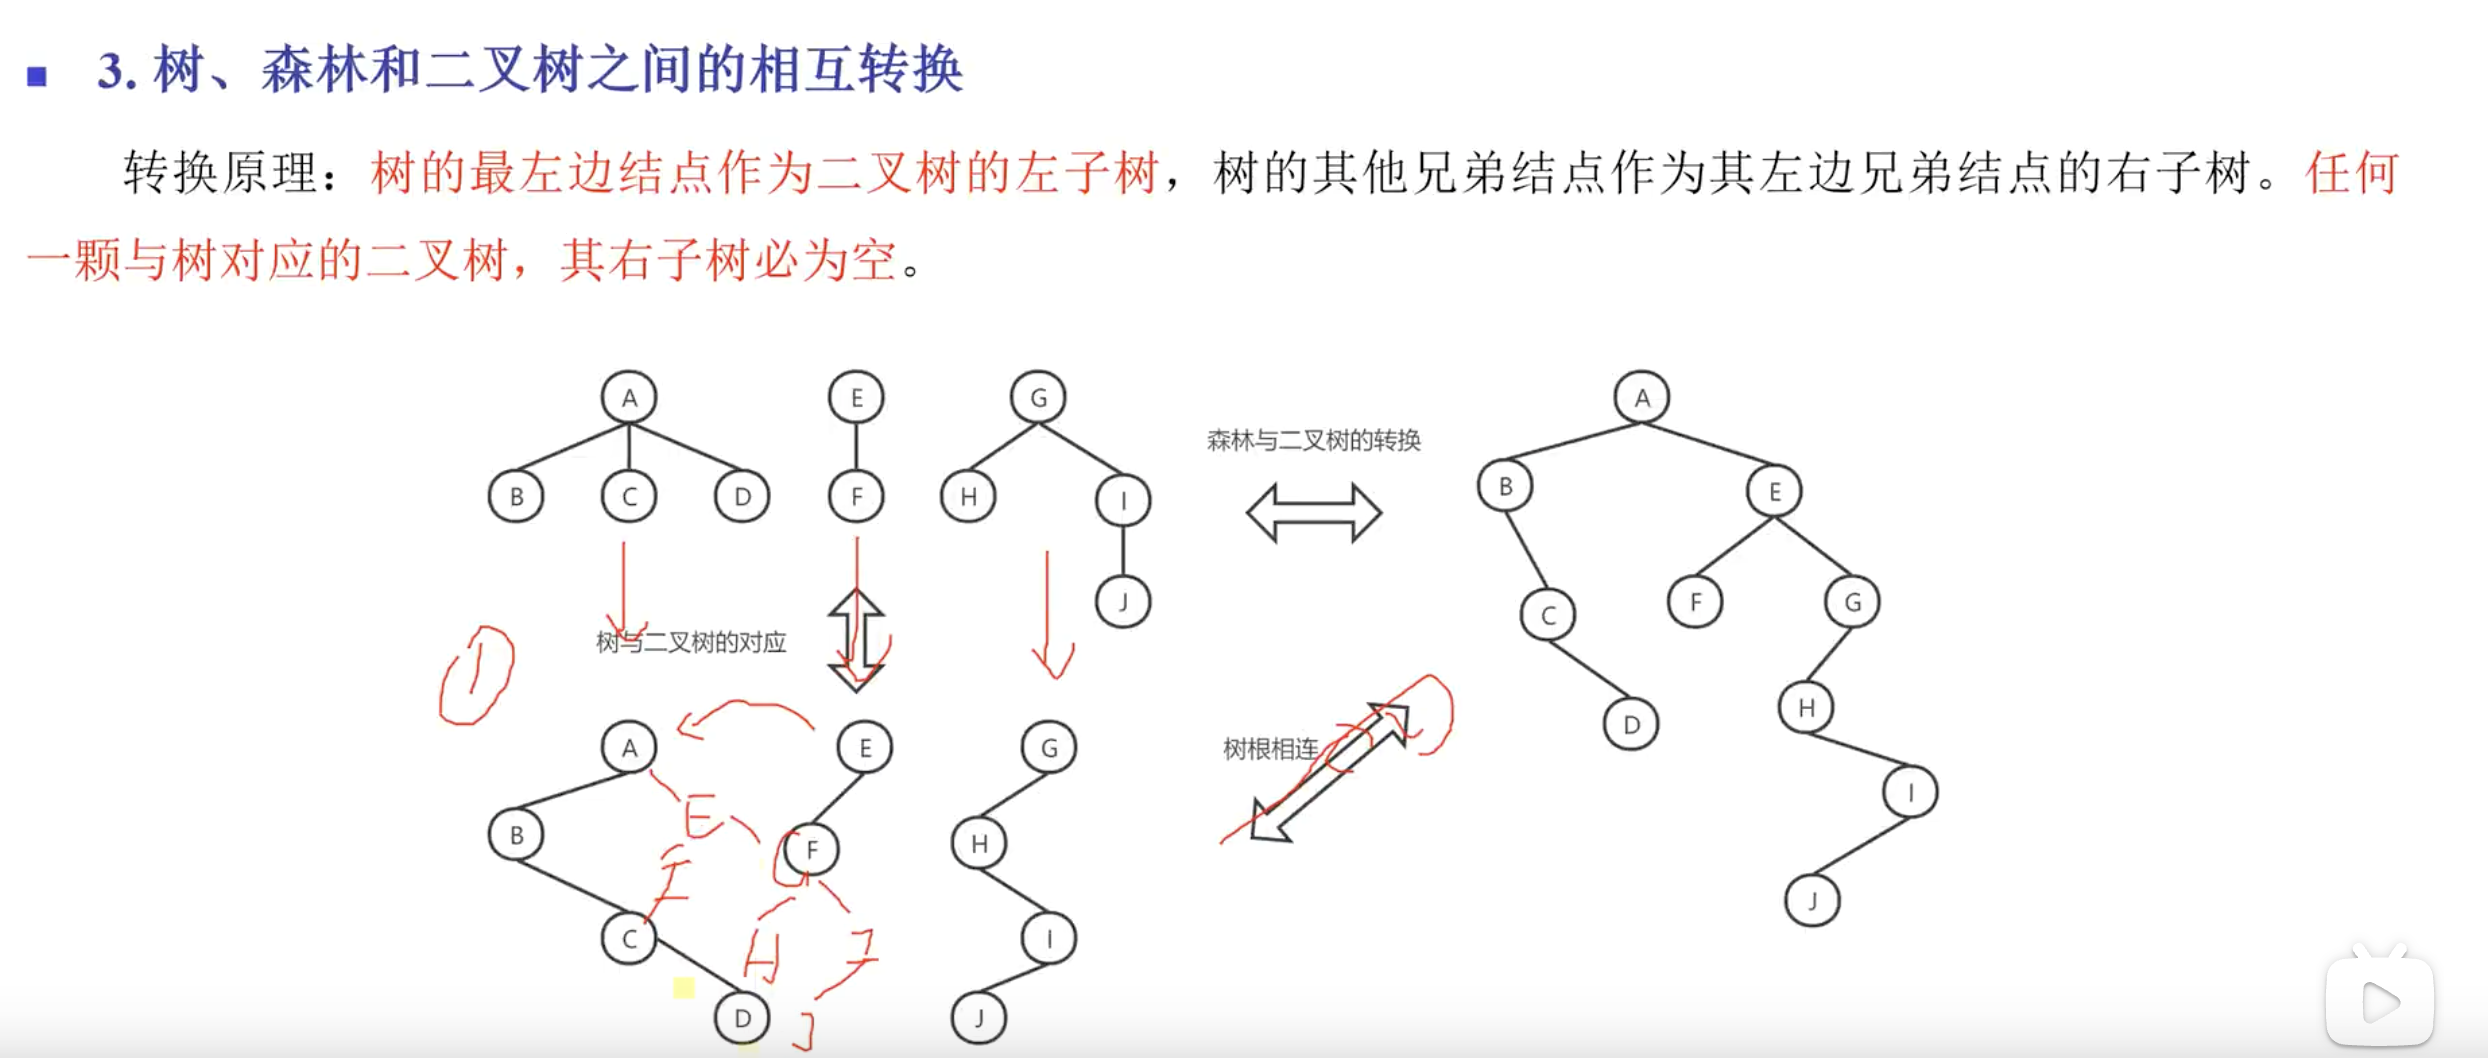 3. 树、森林和二叉树之间的相互转换
转换原理：树的最左边结点作为二叉树的左子树，树的其他兄弟结点作为其左边兄弟结点的右子树。任何
一颗与树对应的二叉树，其右子树必为空。
A E G A
森林与二叉树的转换
B C D F H I B E
J C F G
树与二叉树的对应
1
H D
A E G 树根相连
I
E
B F H
J
C I
H
D J
J